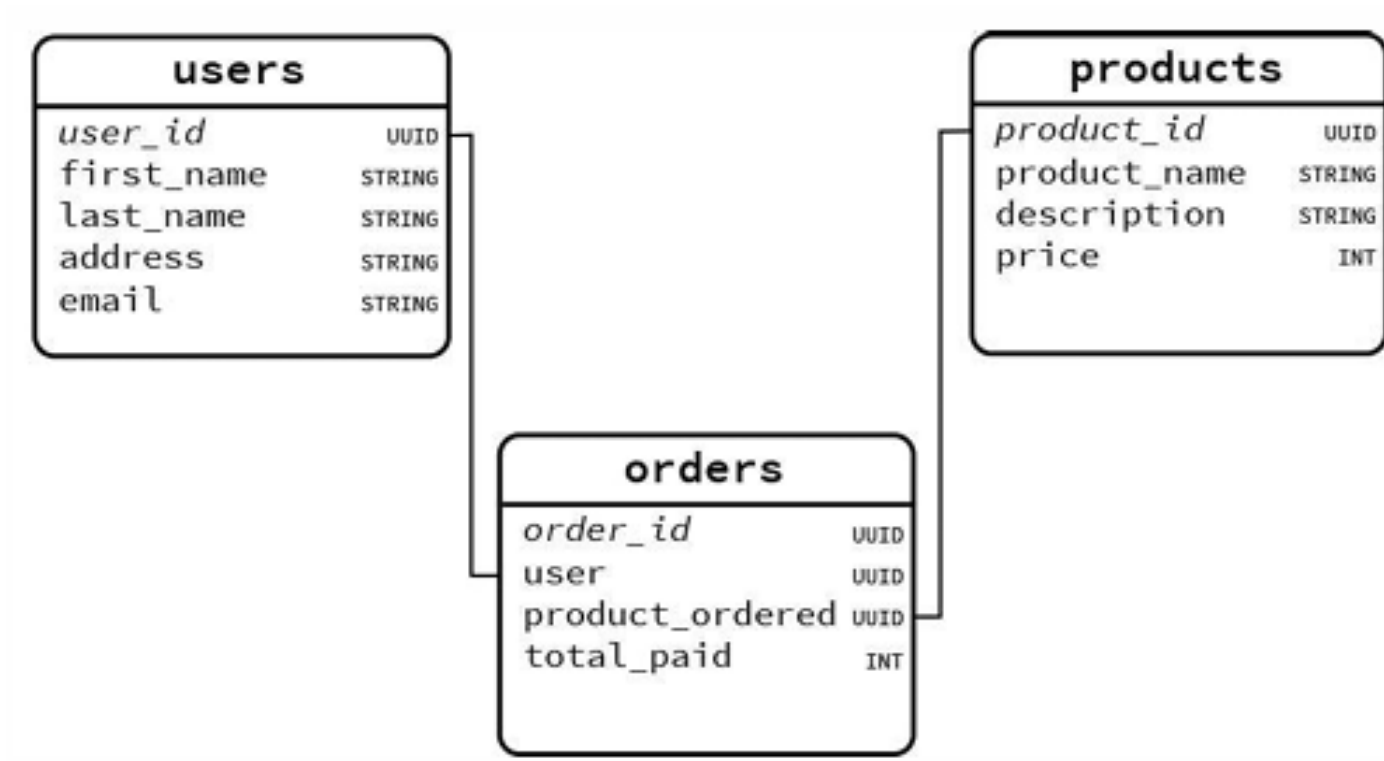 users
user_id UUID
first_name STRING
last_name STRING
address STRING
email STRING
products
product_id UUID
product_name STRING
description STRING
price INT
orders
order_id UUID
user UUID
product_ordered UUID
total_paid INT